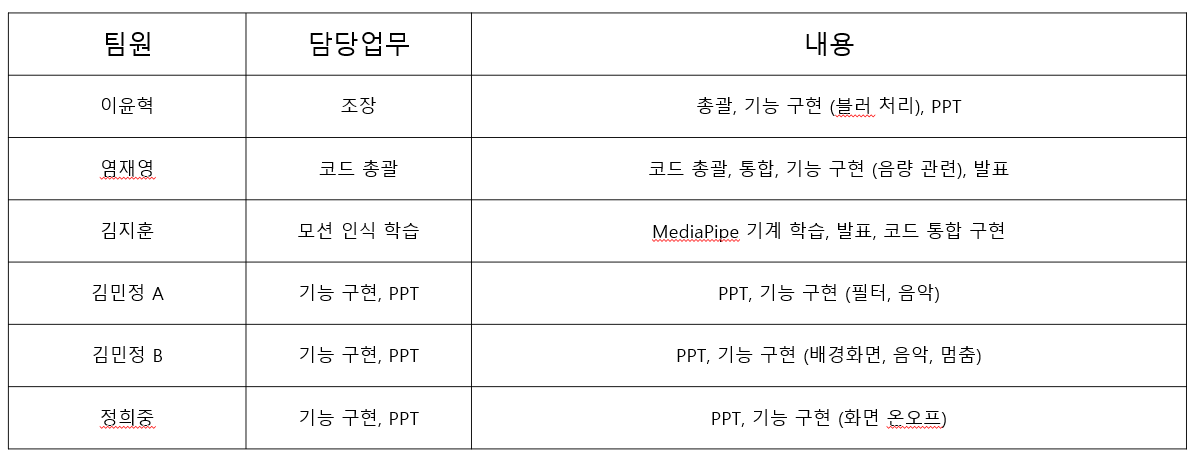 팀원 담당업무 내용
이윤혁 조장 총괄, 기능 구현 (블러 처리), PPT
염재영 코드 총괄 코드 총괄, 통합, 기능 구현 (음량 관련), 발표
김지훈 모션 인식 학습 MediaPipe 기계 학습, 발표, 코드 통합 구현
김민정 A 기능 구현, PPT PPT, 기능 구현 (필터, 음악)
김민정 B 기능 구현, PPT PPT, 기능 구현 (배경화면, 음악, 멈춤)
정희중 기능 구현, PPT PPT, 기능 구현 (화면 온오프)